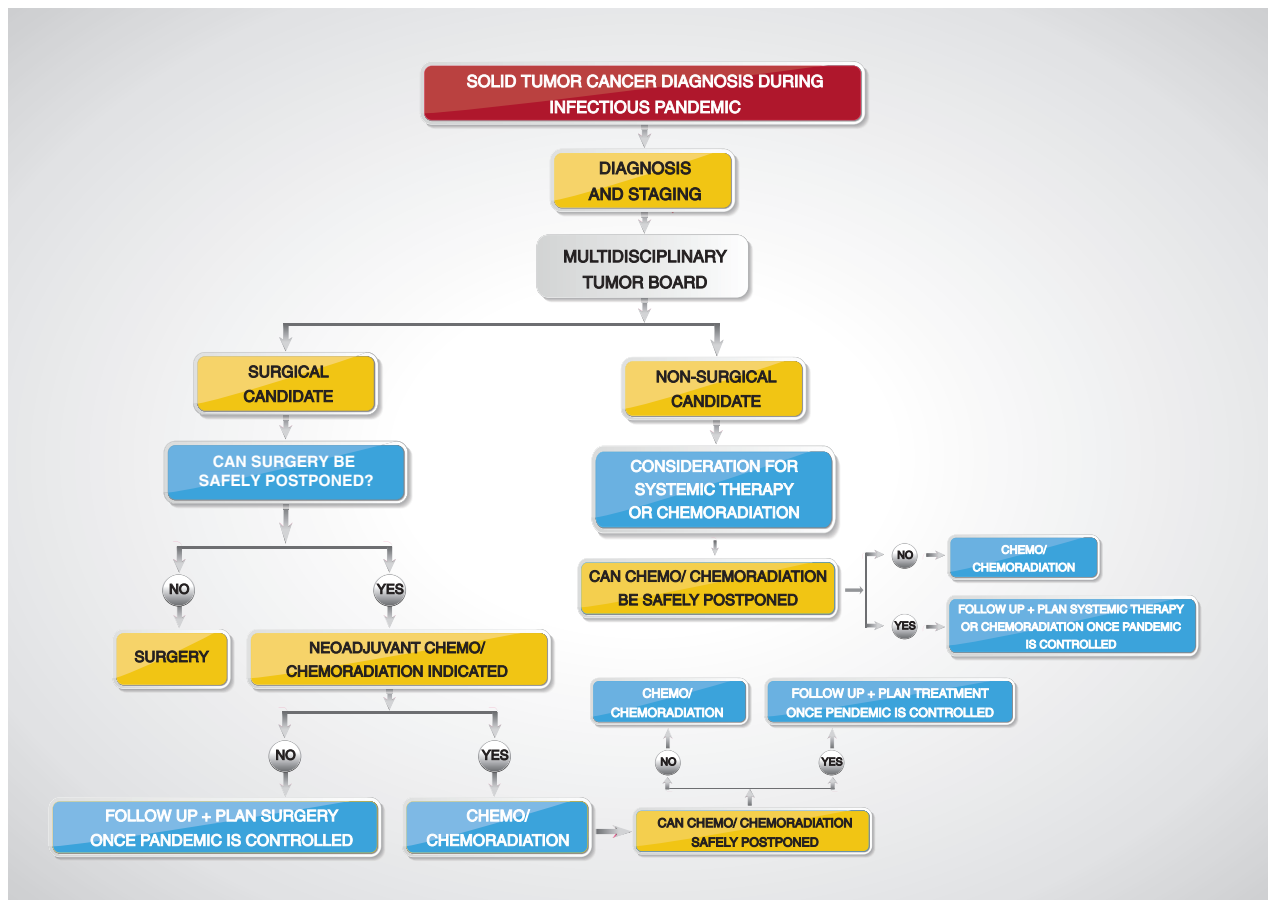 SOLID TUMOR CANCER DIAGNOSIS DURING
INFECTIOUS PANDEMIC
DIAGNOSIS
AND STAGING
MULTIDISCIPLINARY
TUMOR BOARD
SURGICAL
CANDIDATE
NON-SURGICAL
CANDIDATE
CAN SURGERY BE
SAFELY POSTPONED?
CONSIDERATION FOR
SYSTEMIC THERAPY
OR CHEMORADIATION
NO
YES
CAN CHEMO/ CHEMORADIATION
BE SAFELY POSTPONED
NO
CHEMO/
CHEMORADIATION
YES
FOLLOW UP + PLAN SYSTEMIC THERAPY
OR CHEMORADIATION ONCE PANDEMIC
IS CONTROLLED
SURGERY
NEOADJUVANT CHEMO/
CHEMORADIATION INDICATED
NO
YES
FOLLOW UP + PLAN SURGERY
ONCE PANDEMIC IS CONTROLLED
CHEMO/
CHEMORADIATION
CAN CHEMO/ CHEMORADIATION
SAFELY POSTPONED
NO
YES
CHEMO/
CHEMORADIATION
FOLLOW UP + PLAN TREATMENT
ONCE PENDEMIC IS CONTROLLED